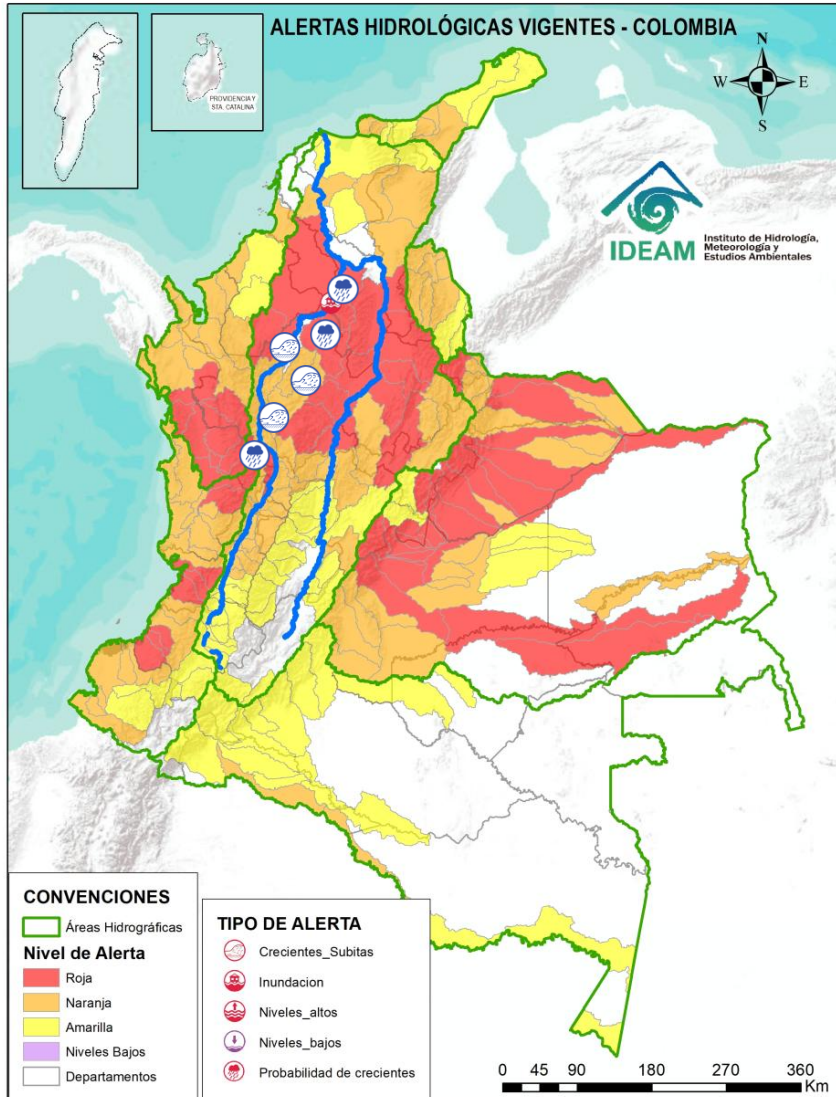 ALERTAS HIDROLÓGICAS VIGENTES - COLOMBIA
PROVIDENCIA Y
STA. CATALINA
N
W
E
S
IDEAM
Instituto de Hidrología,
Meteorología y
Estudios Ambientales
CONVENCIONES
Áreas Hidrográficas
Nivel de Alerta
Roja
Naranja
Amarilla
Niveles Bajos
Departamentos
TIPO DE ALERTA
Crecientes_Subitas
Inundacion
Niveles_altos
Niveles_bajos
Probabilidad de crecientes
0 45 90 180 270 360
Km